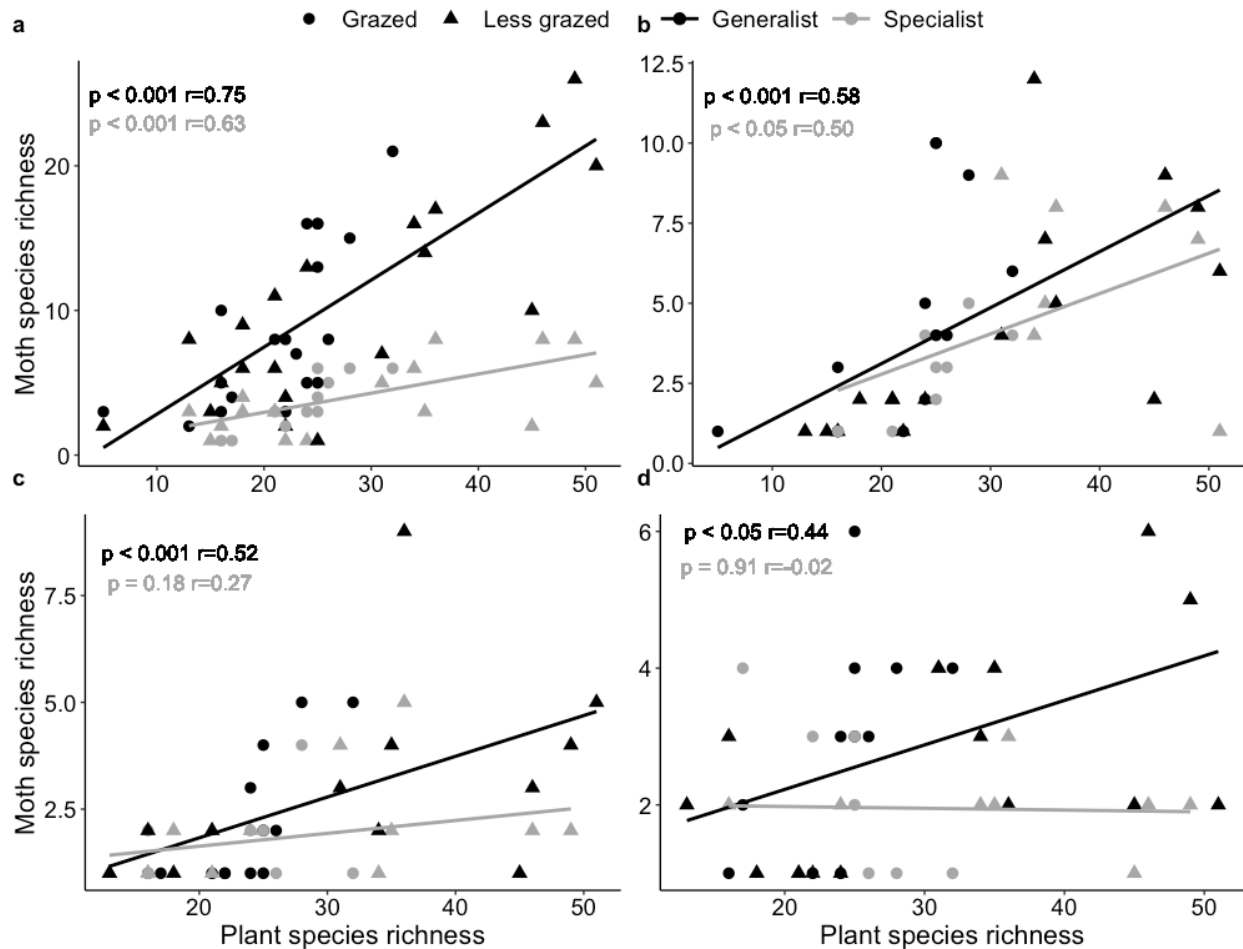 a
Grazed Less grazed Generalist Specialist
b
p < 0.001 r=0.75
p < 0.001 r=0.63
Moth species richness
20
10
0
10 20 30 40 50
p < 0.001 r=0.58
p < 0.05 r=0.50
12.5
10.0
7.5
5.0
2.5
0.0
10 20 30 40 50
c
p < 0.001 r=0.52
p = 0.18 r=0.27
Moth species richness
7.5
5.0
2.5
20 30 40 50
Plant species richness
d
p < 0.05 r=0.44
p = 0.91 r=-0.02
6
4
2
20 30 40 50
Plant species richness